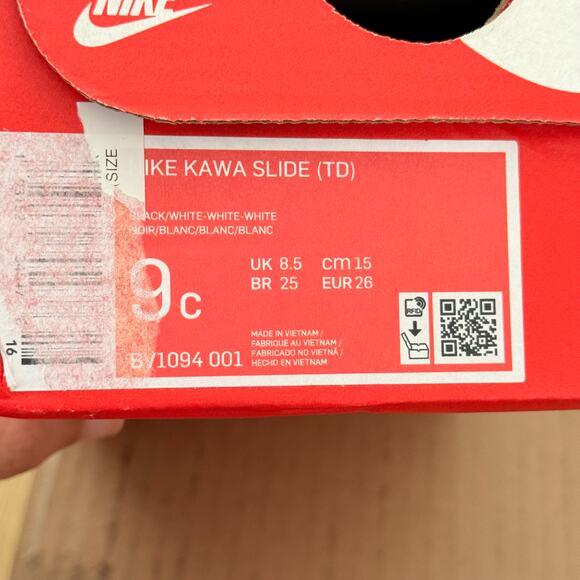 NIKE
(SIZE
IKE KAWA SLIDE (TD)
BLACK/WHITE-WHITE-WHITE
NOIR/BLANC/BLANC/BLANC
9c
UK 8.5 cm 15
BR 25 EUR 26
RFID
BV1094 001
MADE IN VIETNAM /
FABRIQUE AU VIETNAM /
FABRICADO NO VIETNÃ /
HECHO EN VIETNAM
16